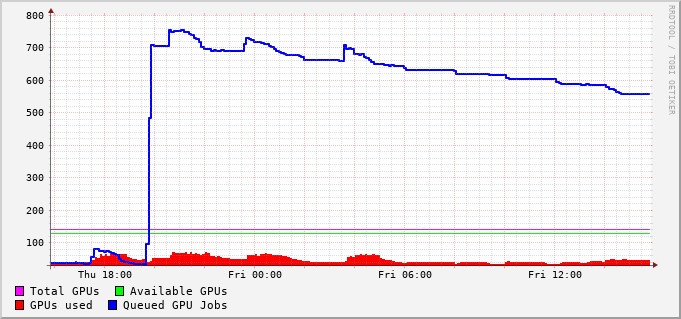 800
700
600
500
400
300
200
100
Thu 18:00 Fri 00:00 Fri 06:00 Fri 12:00
Total GPUs Available GPUs
GPUs used Queued GPU Jobs
RRDTOOL / TOBI OETIKER